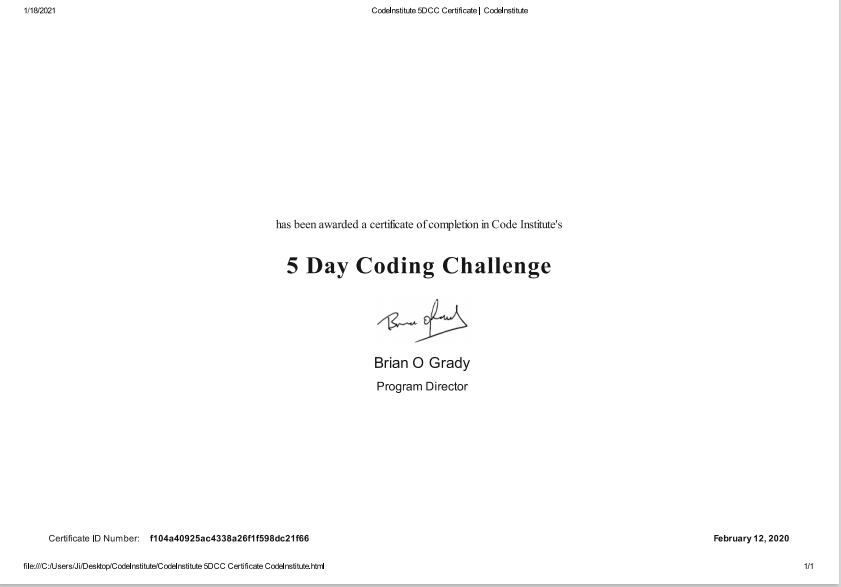 1/18/2021 CodeInstitute 5DCC Certificate | CodeInstitute
has been awarded a certificate of completion in Code Institute's
5 Day Coding Challenge
Brian O Grady
Brian O Grady
Program Director
Certificate ID Number: f104a40925ac4338a26f1f598dc21f66 February 12, 2020
file:///C:/Users/Ji/Desktop/CodeInstitute/CodeInstitute 5DCC Certificate CodeInstitute.html 1/1